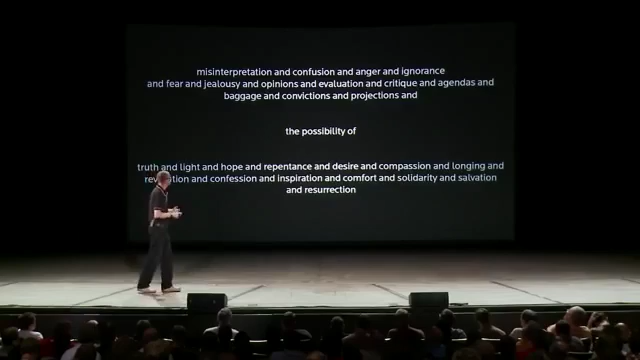 misinterpretation and confusion and anger and ignorance
and fear and jealousy and opinions and evaluation and critique and agendas and
baggage and convictions and projections and
the possibility of
truth and light and hope and repentance and desire and compassion and longing and
and confession and inspiration and comfort and solidarity and salvation
and resurrection